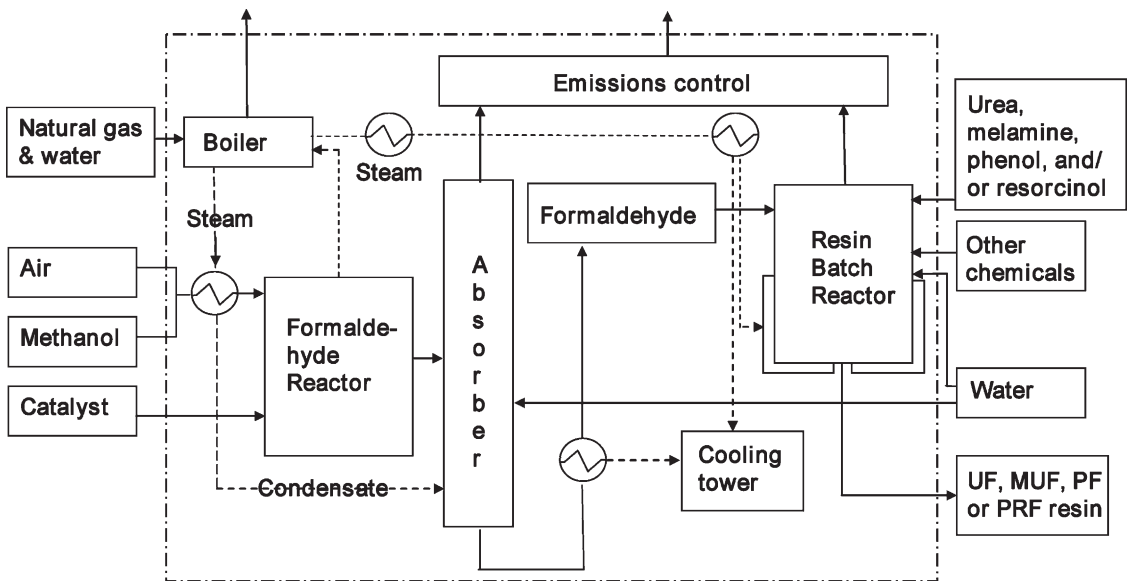 Emissions control
Natural gas
& water
Boiler
Steam
Urea,
melamine,
phenol, and/
or resorcinol
Steam
Formaldehyde
Resin
Batch
Reactor
Other
chemicals
Air
Methanol
Catalyst
Formalde-
hyde
Reactor
A
b
s
o
r
b
e
r
Water
Cooling
tower
Condensate
UF, MUF, PF
or PRF resin